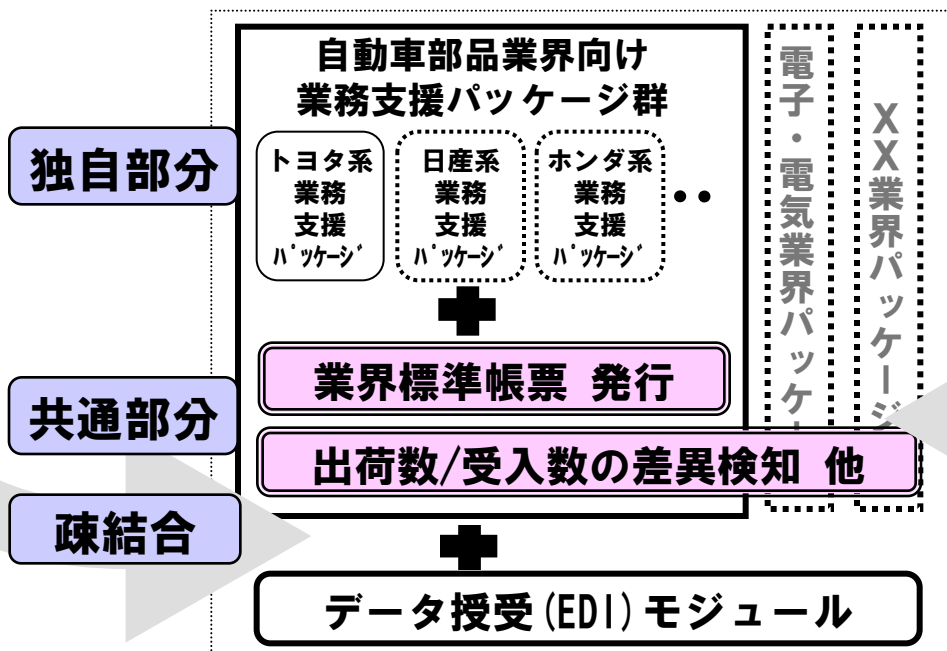 自動車部品業界向け
業務支援パッケージ群
独自部分
トヨタ系
業務
支援
ﾊﾟｯｹｰｼﾞ
日産系
業務
支援
ﾊﾟｯｹｰｼﾞ
ホンダ系
業務
支援
ﾊﾟｯｹｰｼﾞ
・・
電子・電気業界パッケー
XX業界パッケージ
共通部分
業界標準帳票 発行
出荷数/受入数の差異検知 他
疎結合
データ授受(EDI)モジュール